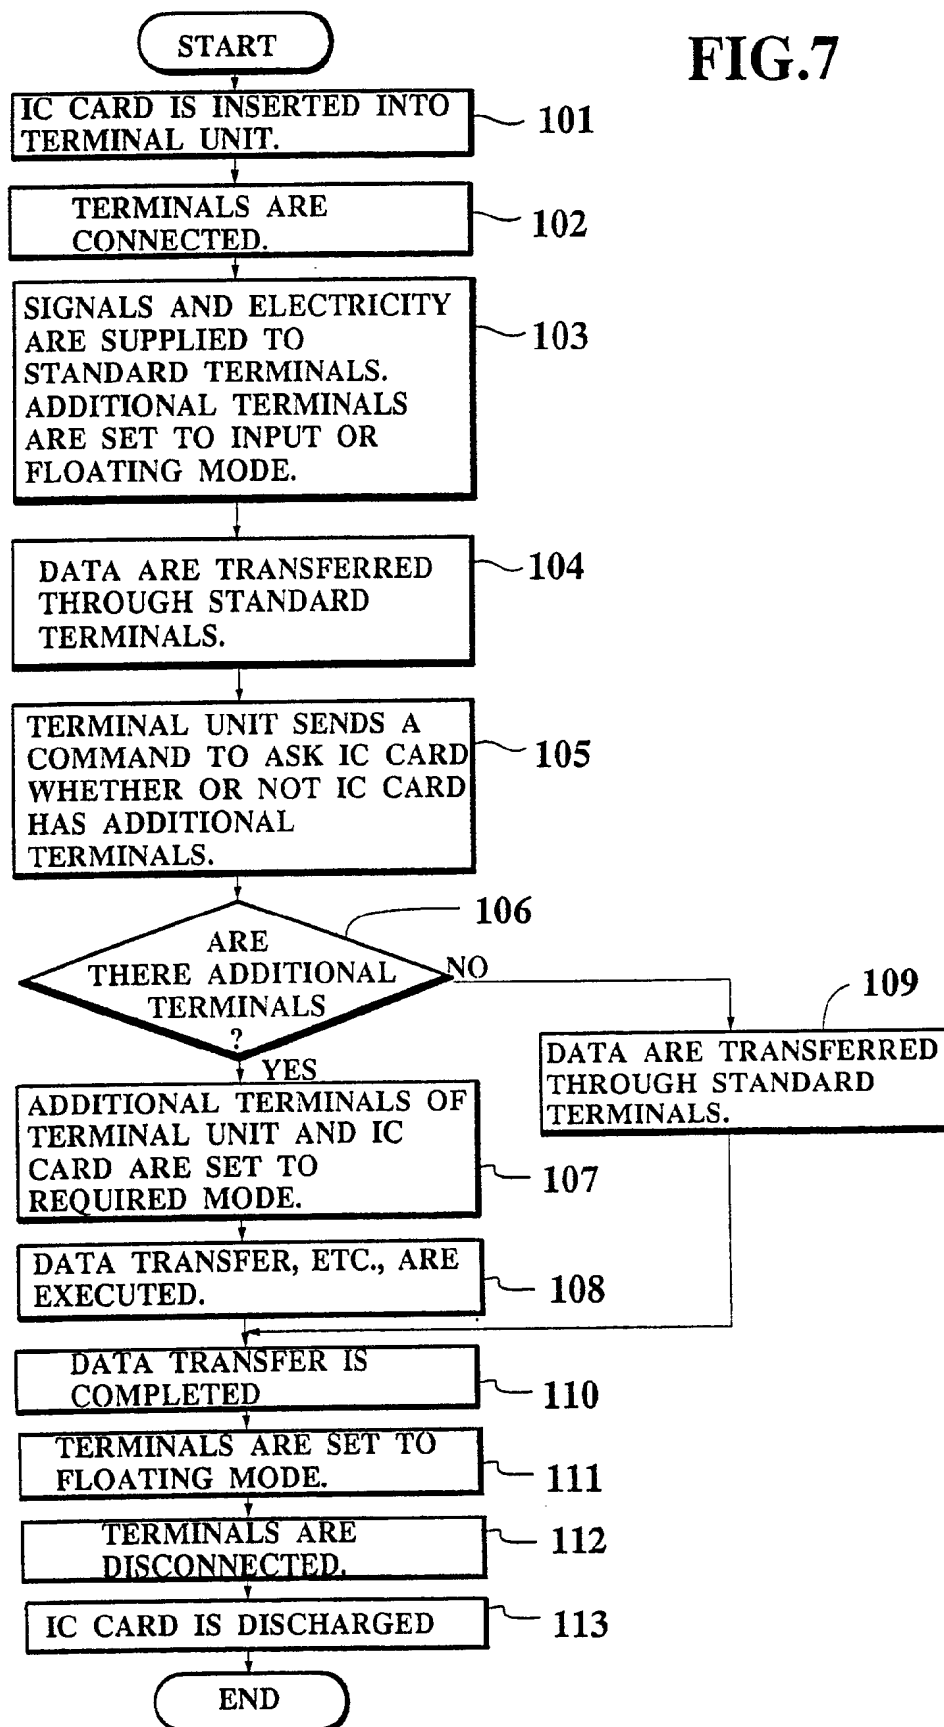 START
FIG.7
IC CARD IS INSERTED INTO
TERMINAL UNIT.
101
TERMINALS ARE
CONNECTED.
102
SIGNALS AND ELECTRICITY
ARE SUPPLIED TO
STANDARD TERMINALS.
ADDITIONAL TERMINALS
ARE SET TO INPUT OR
FLOATING MODE.
103
DATA ARE TRANSFERRED
THROUGH STANDARD
TERMINALS.
104
TERMINAL UNIT SENDS A
COMMAND TO ASK IC CARD
WHETHER OR NOT IC CARD
HAS ADDITIONAL
TERMINALS.
105
ARE
THERE ADDITIONAL
TERMINALS
?
106
NO
YES
109
DATA ARE TRANSFERRED
THROUGH STANDARD
TERMINALS.
ADDITIONAL TERMINALS OF
TERMINAL UNIT AND IC
CARD ARE SET TO
REQUIRED MODE.
107
DATA TRANSFER, ETC., ARE
EXECUTED.
108
DATA TRANSFER IS
COMPLETED
110
TERMINALS ARE SET TO
FLOATING MODE.
111
TERMINALS ARE
DISCONNECTED.
112
IC CARD IS DISCHARGED
113
END